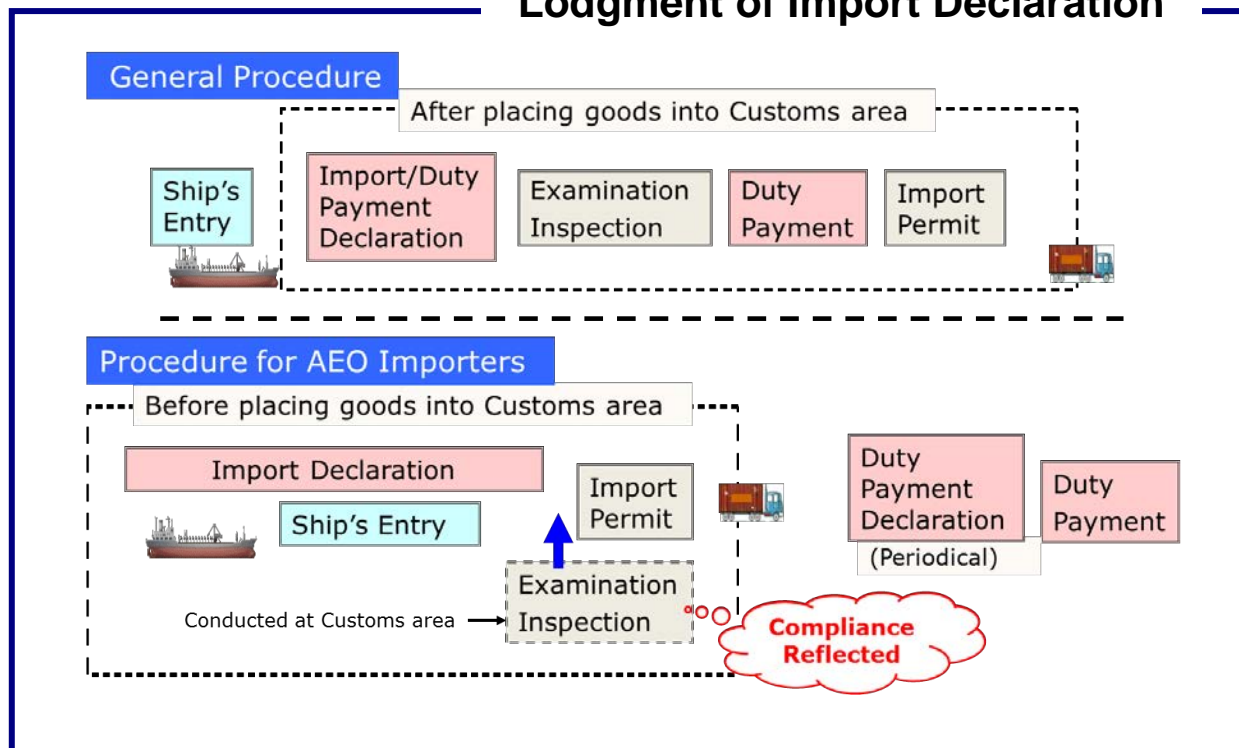 Lodgment of Import Declaration
General Procedure
After placing goods into Customs area
Ship's
Entry
Import/Duty
Payment
Declaration
Examination
Inspection
Duty
Payment
Import
Permit
Procedure for AEO Importers
Before placing goods into Customs area
Import Declaration
Ship's Entry
Import
Permit
Examination
Inspection
Conducted at Customs area
Compliance
Reflected
Duty
Payment
Declaration
(Periodical)
Duty
Payment